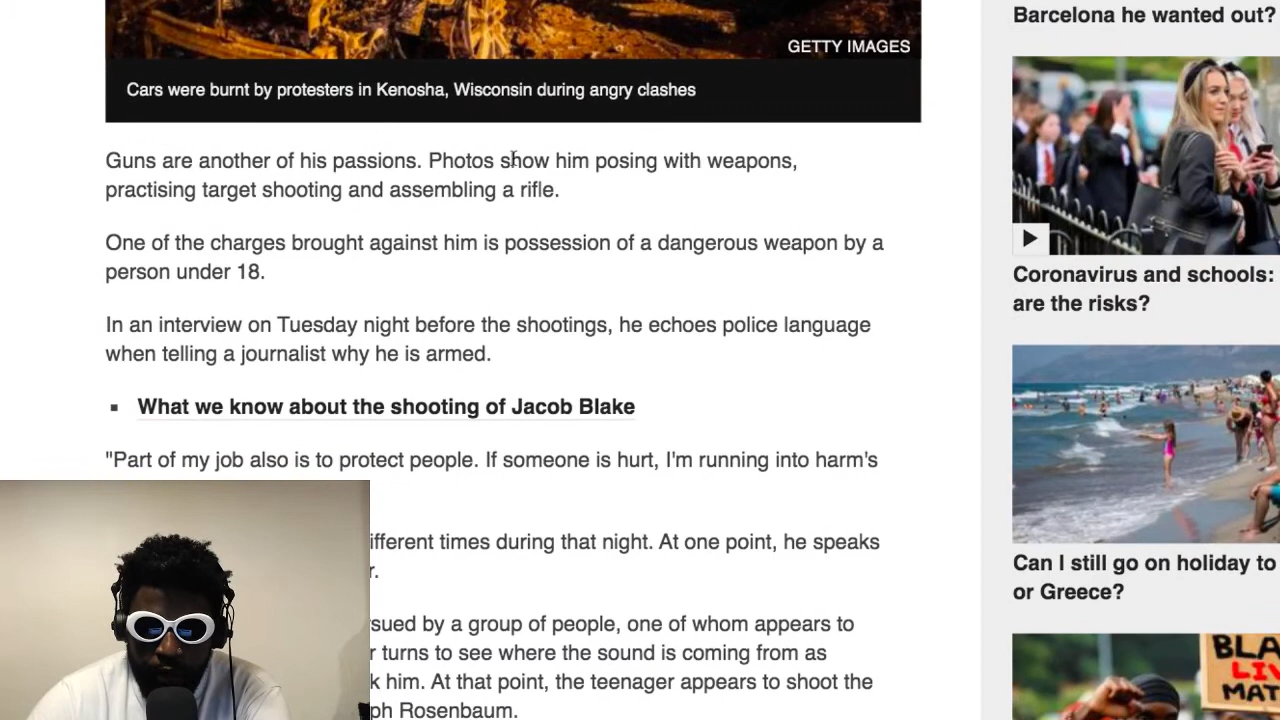 GETTY IMAGES
Cars were burnt by protesters in Kenosha, Wisconsin during angry clashes
Guns are another of his passions. Photos show him posing with weapons,
practising target shooting and assembling a rifle.
One of the charges brought against him is possession of a dangerous weapon by a
person under 18.
In an interview on Tuesday night before the shootings, he echoes police language
when telling a journalist why he is armed.
What we know about the shooting of Jacob Blake
"Part of my job also is to protect people. If someone is hurt, I'm running into harm's
ifferent times during that night. At one point, he speaks
r.
sued by a group of people, one of whom appears to
r turns to see where the sound is coming from as
k him. At that point, the teenager appears to shoot the
ph Rosenbaum.
Barcelona he wanted out?
Coronavirus and schools:
are the risks?
Can I still go on holiday to
or Greece?
BLA
LIV
MAT